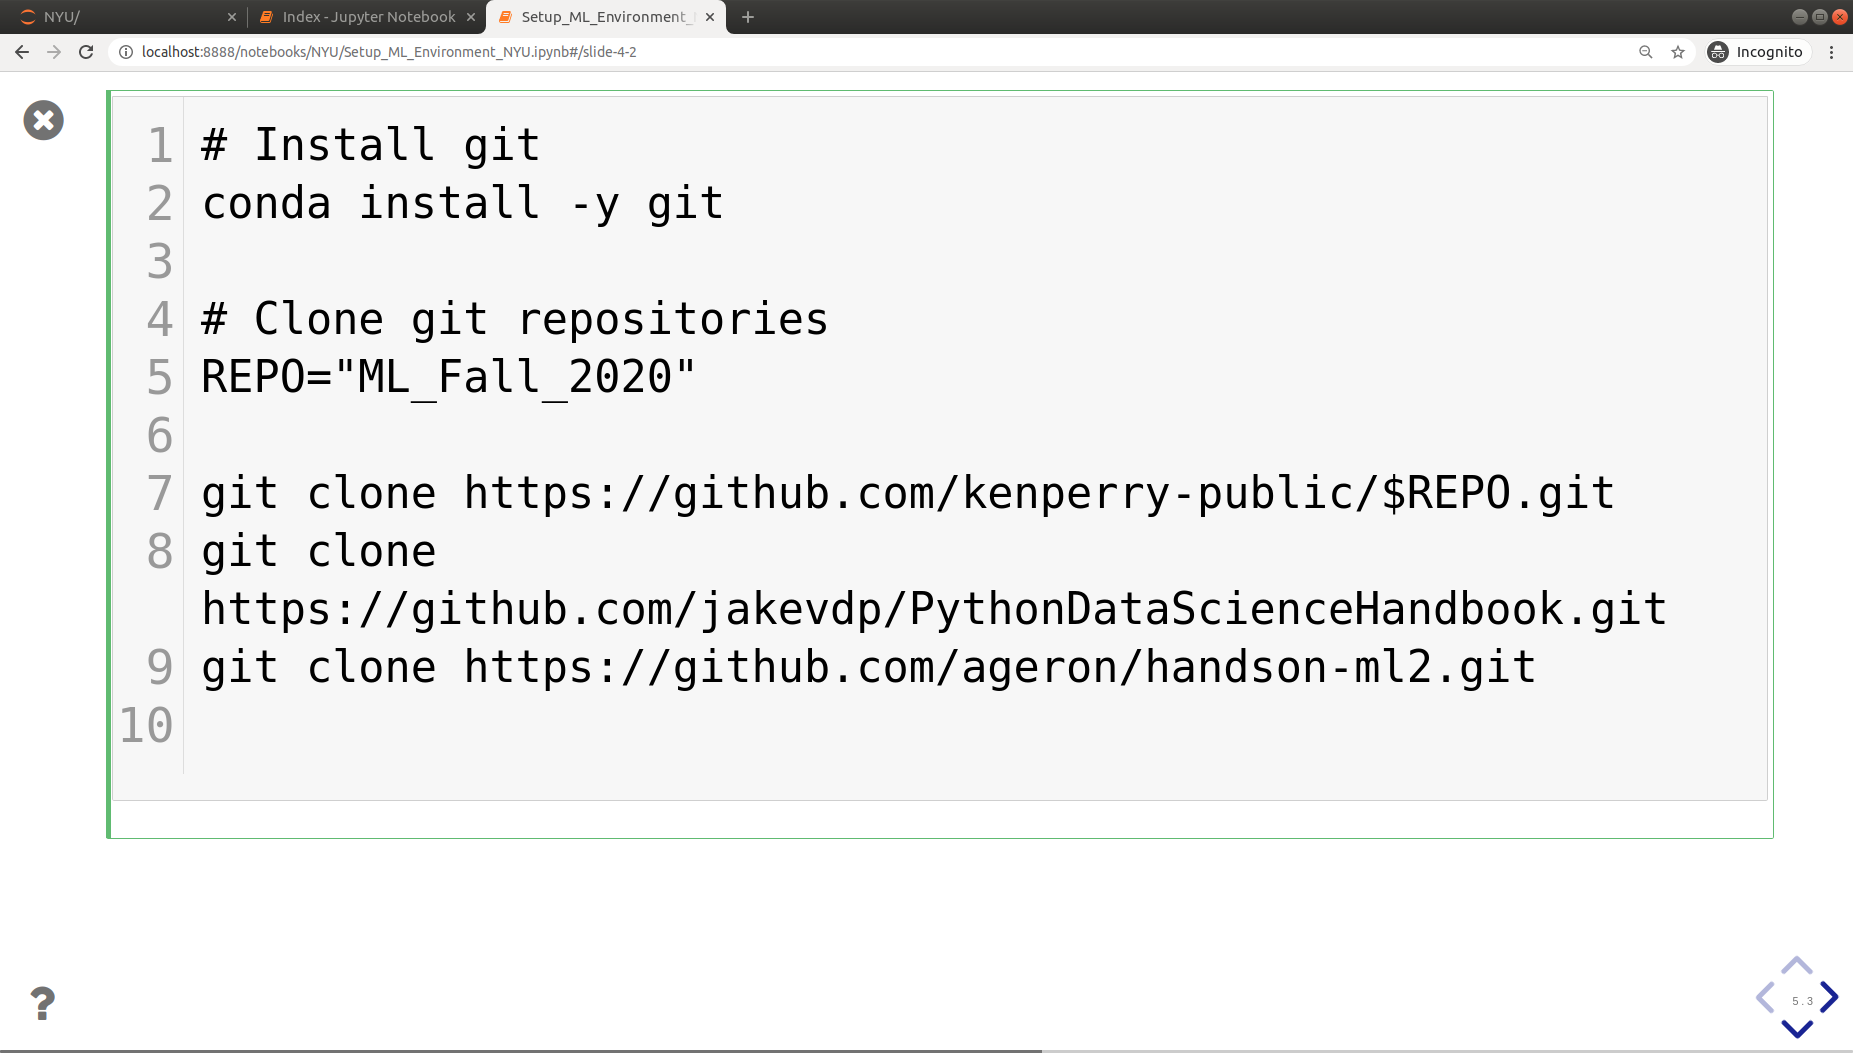 NYU/
Index - Jupyter Notebook
Setup_ML_Environment_
localhost:8888/notebooks/NYU/Setup_ML_Environment_NYU.ipynb#/slide-4-2
Incognito
1 # Install git
2 conda install -y git
3
4 # Clone git repositories
5 REPO="ML_Fall_2020"
6
7 git clone https://github.com/kenperry-public/$REPO.git
8 git clone
https://github.com/jakevdp/PythonDataScienceHandbook.git
9 git clone https://github.com/ageron/handson-ml2.git
10
?
5.3